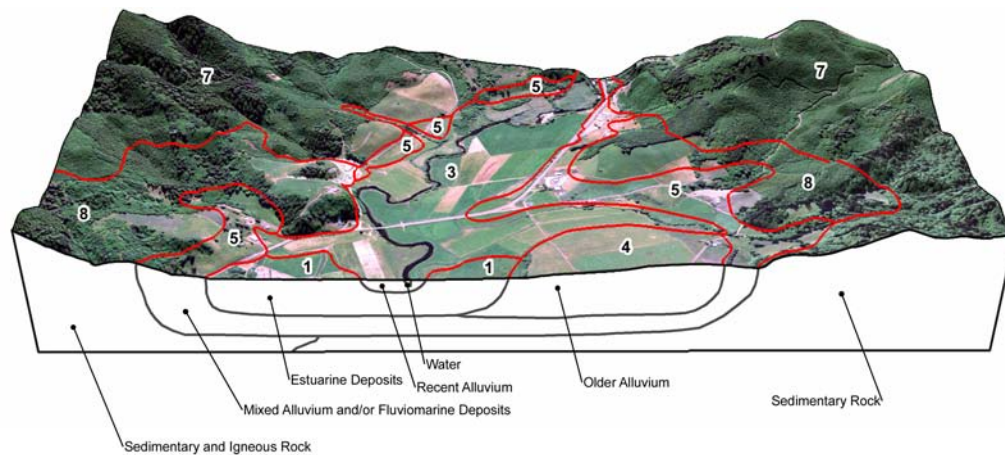 7
7
5
5
5
3
5
8
8
5
4
1
1
Water
Estuarine Deposits
Recent Alluvium
Older Alluvium
Sedimentary Rock
Mixed Alluvium and/or Fluviomarine Deposits
Sedimentary and Igneous Rock